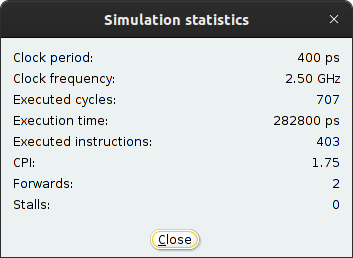 Simulation statistics
Clock period: 400 ps
Clock frequency: 2.50 GHz
Executed cycles: 707
Execution time: 282800 ps
Executed instructions: 403
CPI: 1.75
Forwards: 2
Stalls: 0
Close